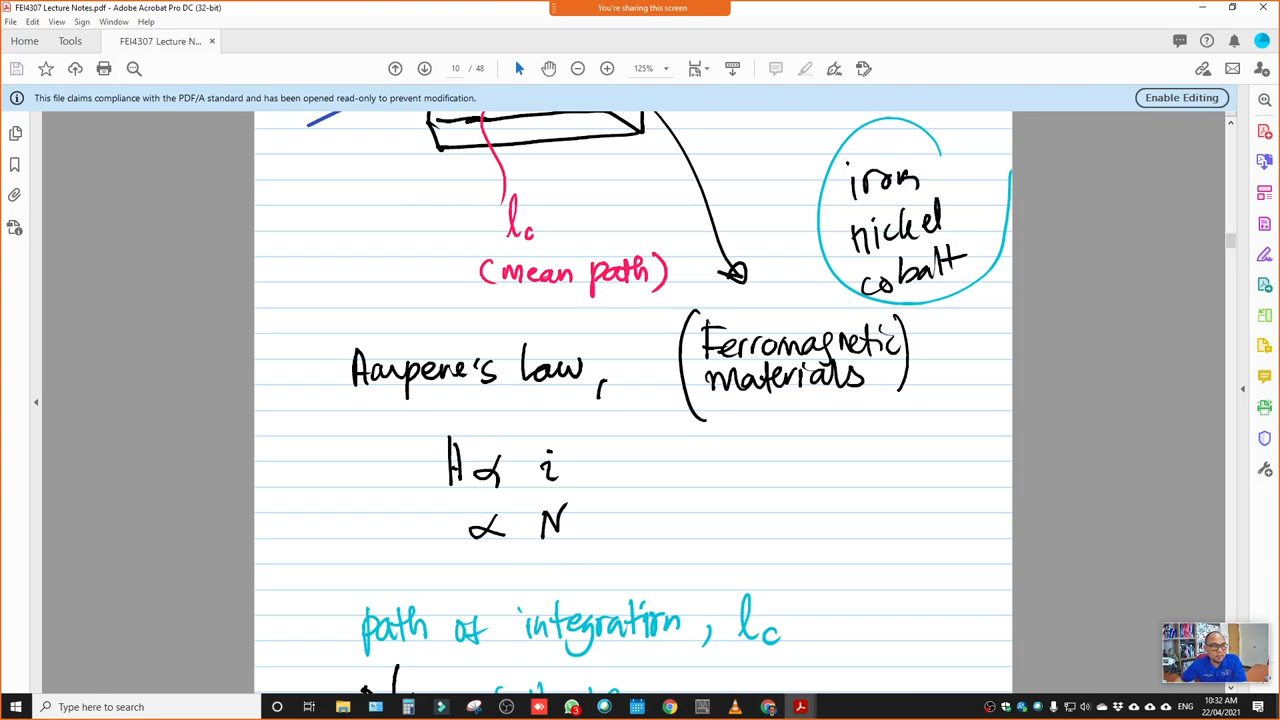 FEI4307 Lecture Notes.pdf - Adobe Acrobat Pro DC (32-bit)
You're sharing this screen
File Edit View Sign Window Help
Home Tools FEI4307 Lecture N... ×
10 / 48 125%
This file claims compliance with the PDF/A standard and has been opened read-only to prevent modification.
Enable Editing
iron
nickel
cobalt
lc
(mean path)
(Ferromagnetic
materials)
Aampene's Law,
H ∝ i
∝ N
path of integration, lc
Type here to search
3
ENG
10:32 AM
22/04/2021